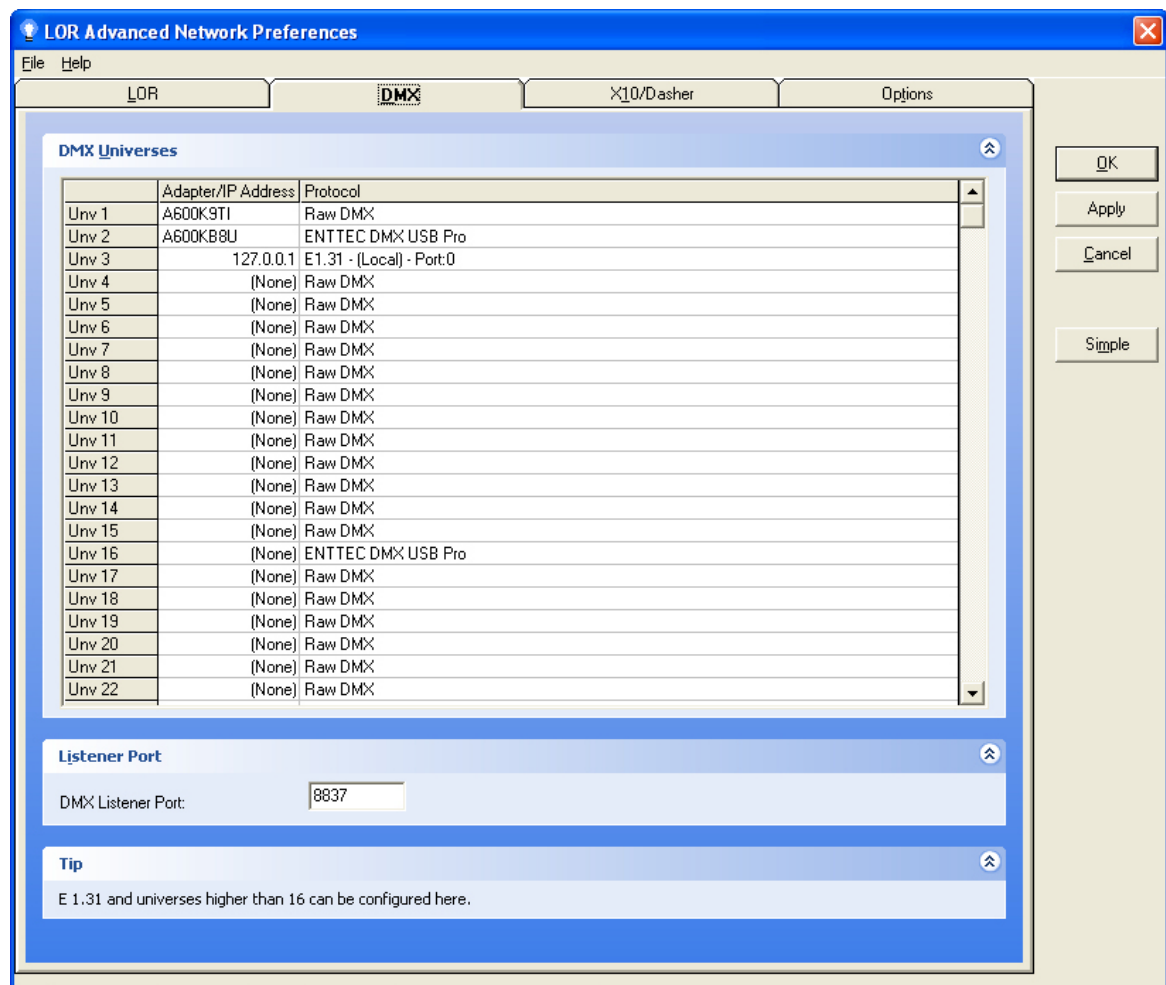 LOR Advanced Network Preferences
File Help
LOR DMX X10/Dasher Options
DMX Universes
Adapter/IP Address Protocol
Unv 1 A600K9TI Raw DMX
Unv 2 A600KB8U ENTTEC DMX USB Pro
Unv 3 127.0.0.1 E1.31 - (Local) - Port:0
Unv 4 (None) Raw DMX
Unv 5 (None) Raw DMX
Unv 6 (None) Raw DMX
Unv 7 (None) Raw DMX
Unv 8 (None) Raw DMX
Unv 9 (None) Raw DMX
Unv 10 (None) Raw DMX
Unv 11 (None) Raw DMX
Unv 12 (None) Raw DMX
Unv 13 (None) Raw DMX
Unv 14 (None) Raw DMX
Unv 15 (None) Raw DMX
Unv 16 (None) ENTTEC DMX USB Pro
Unv 17 (None) Raw DMX
Unv 18 (None) Raw DMX
Unv 19 (None) Raw DMX
Unv 20 (None) Raw DMX
Unv 21 (None) Raw DMX
Unv 22 (None) Raw DMX
Listener Port
DMX Listener Port: 8837
Tip
E 1.31 and universes higher than 16 can be configured here.
OK
Apply
Cancel
Simple